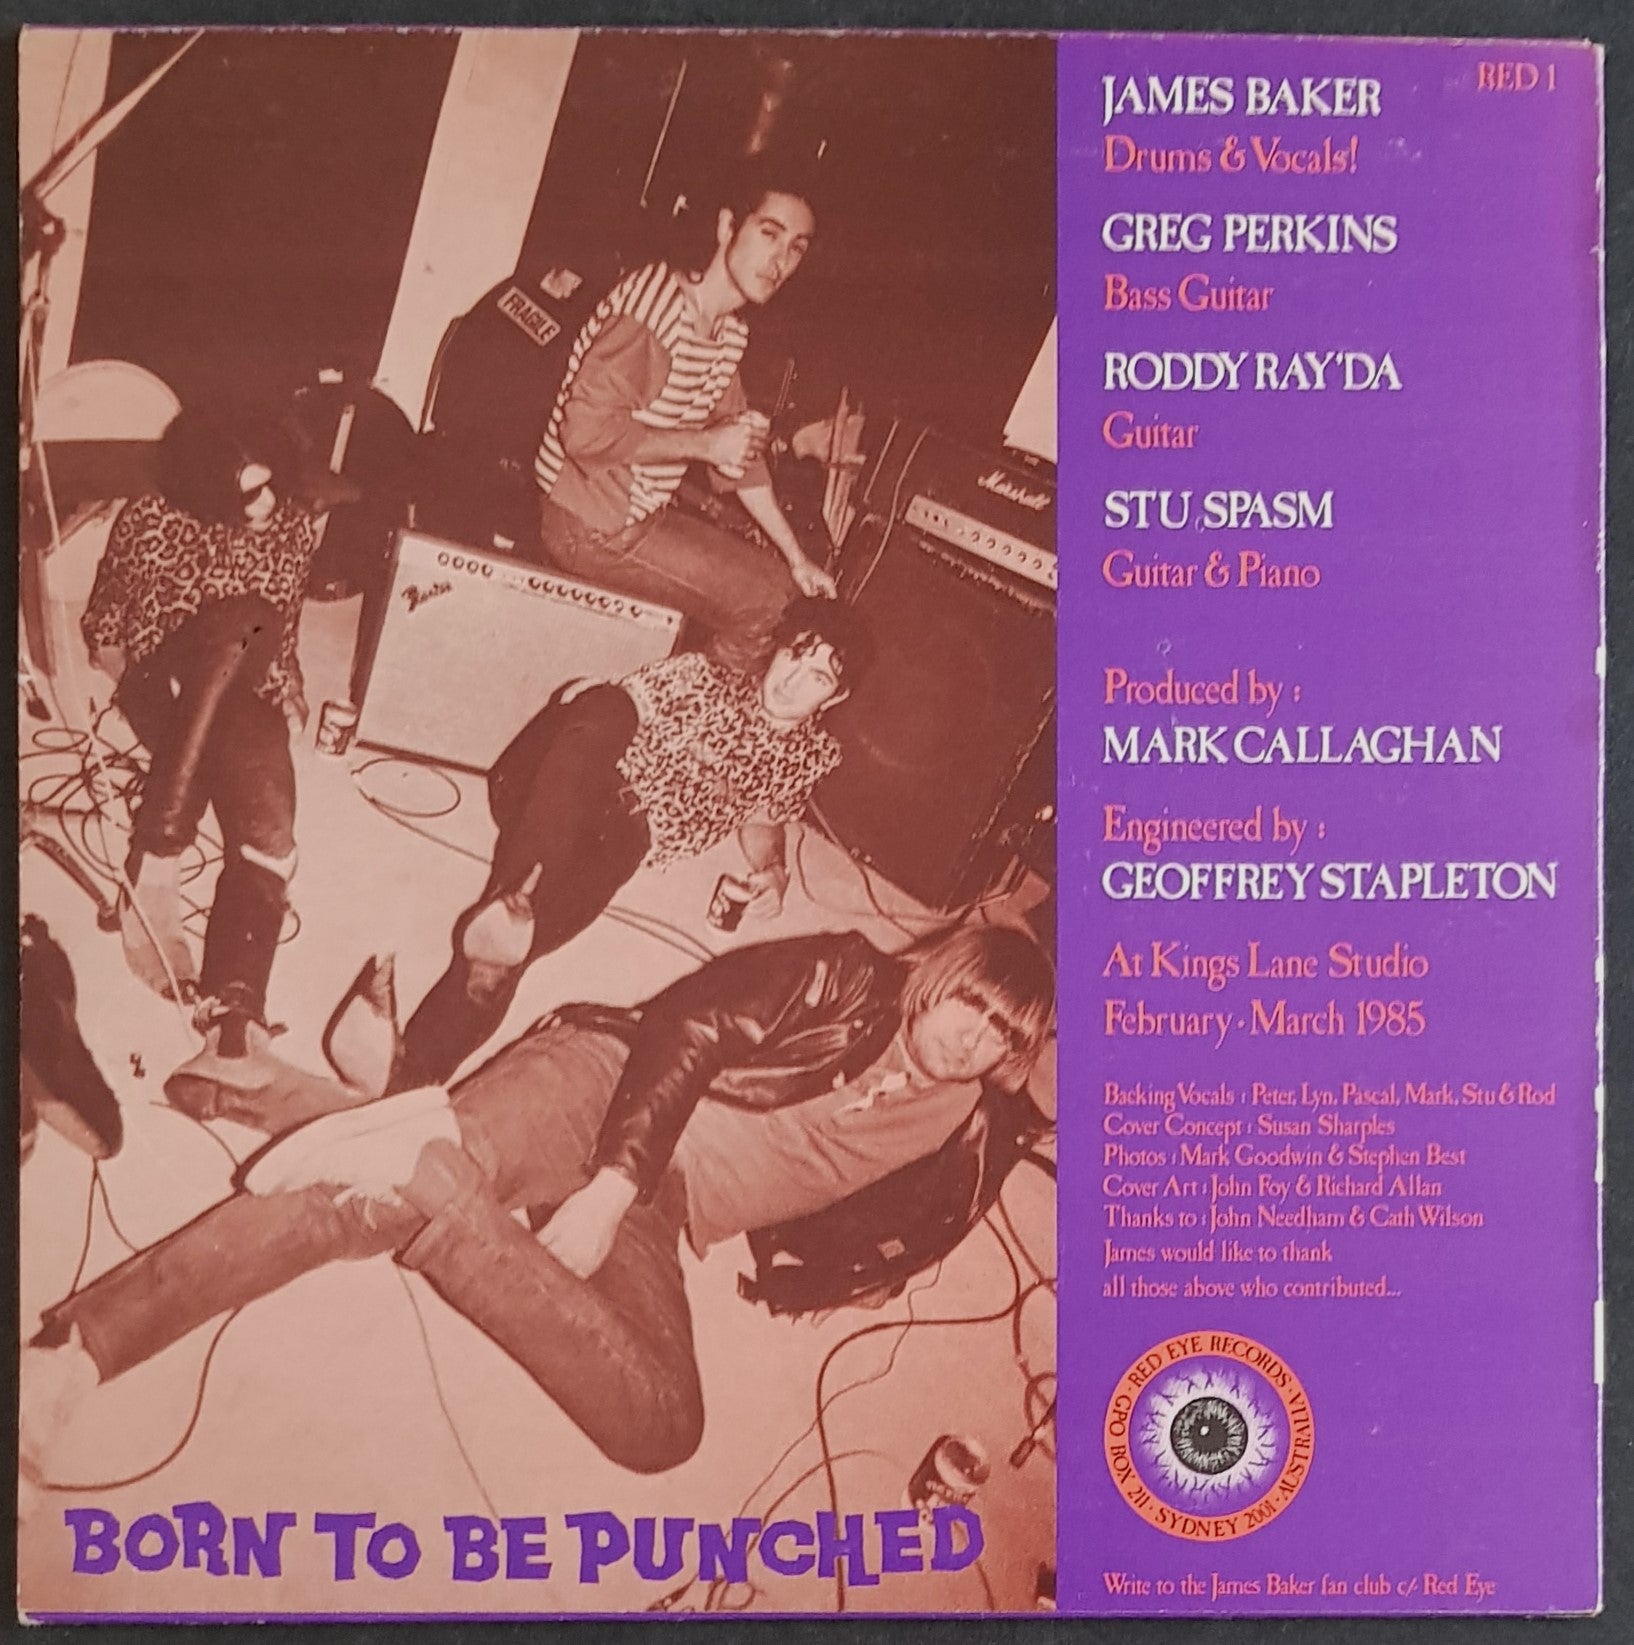 RED 1
JAMES BAKER
Drums & Vocals!
GREG PERKINS
Bass Guitar
RODDY RAY'DA
Guitar
STU SPASM
Guitar & Piano
Produced by :
MARK CALLAGHAN
Engineered by :
GEOFFREY STAPLETON
At Kings Lane Studio
February · March 1985
Backing Vocals : Peter, Lyn, Pascal, Mark, Stu & Rod
Cover Concept : Susan Sharples
Photos : Mark Goodwin & Stephen Best
Cover Art : John Foy & Richard Allan
Thanks to : John Needham & Cath Wilson
James would like to thank
all those above who contributed...
RED EYE RECORDS · GPO BOX 211 · SYDNEY 2001 · AUSTRALIA ·
Write to the James Baker fan club c/- Red Eye
FRAGILE
Marshall
Fender
BORN TO BE PUNCHED